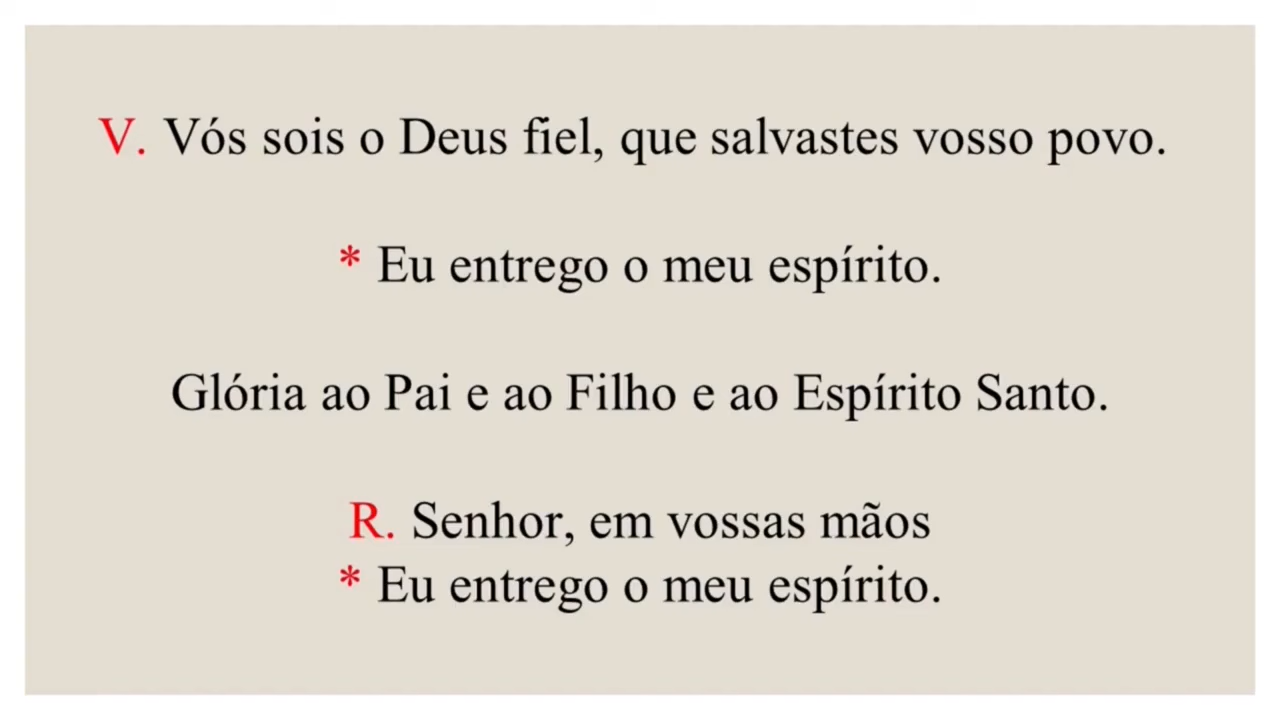 V. Vós sois o Deus fiel, que salvastes vosso povo.
* Eu entrego o meu espírito.
Glória ao Pai e ao Filho e ao Espírito Santo.
R. Senhor, em vossas mãos
* Eu entrego o meu espírito.